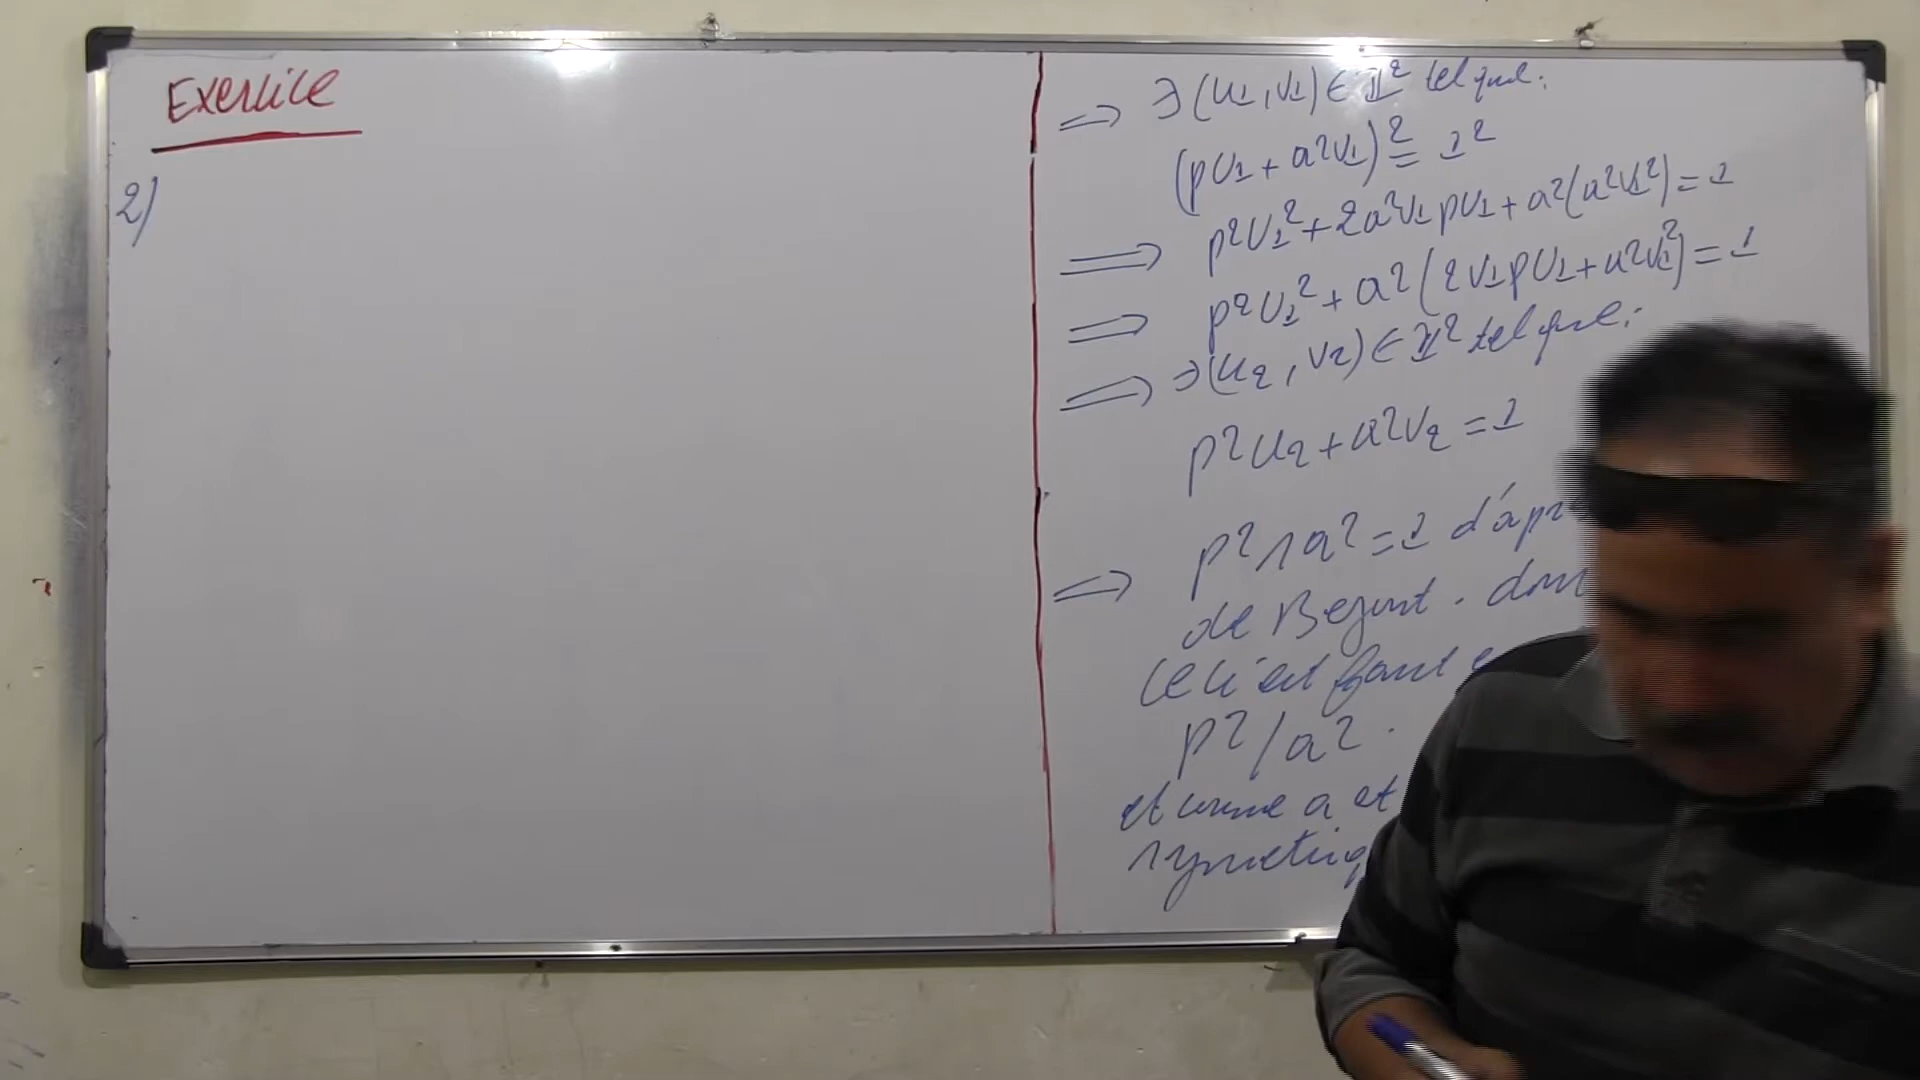 Exercice
2)
⟹ ∃(u₁,v₁)∈ℤ² tel que:
(pU₁ + a²v₁)² = 1²
⟹ p²U₁² + 2a²v₁pU₁ + a²(a²v₁²) = 1
⟹ p²U₁² + a²(2v₁pU₁ + a²v₁²) = 1
⟹ ∃(u₂,v₂)∈ℤ² tel que:
p²u₂ + a²v₂ = 1
⟹ p²∧a² = 1 d'apr
de Bezout. don
ceci est faux
p²/a².
et comme a et
symetriq